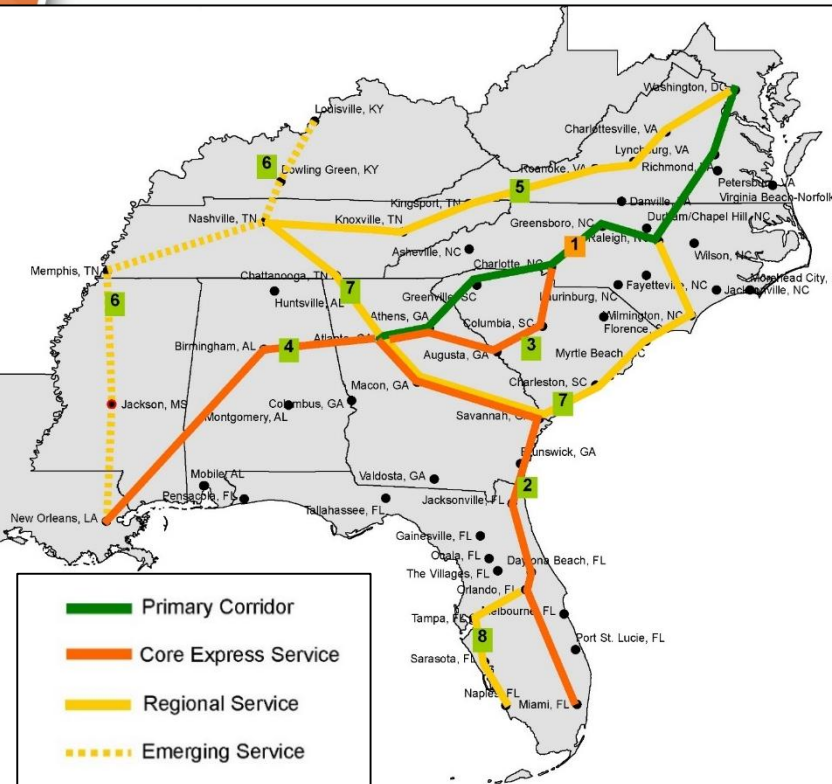 Washington, DC
Louisville, KY
Charlottesville, VA
Lynchburg, VA
Richmond, VA
Roanoke, VA
6
Bowling Green, KY
Petersburg, VA
5
Virginia Beach-Norfolk
Kingsport, TN
Danville, VA
Nashville, TN
Knoxville, TN
Greensboro, NC
Durham/Chapel Hill, NC
1
Raleigh, NC
Asheville, NC
Wilson, NC
Charlotte, NC
Memphis, TN
Chattanooga, TN
Morehead City,
Greenville, SC
Fayetteville, NC
Jacksonville, NC
7
Huntsville, AL
Laurinburg, NC
6
Athens, GA
Wilmington, NC
Columbia, SC
Florence, SC
Atlanta, GA
4
3
Birmingham, AL
Augusta, GA
Myrtle Beach, SC
Macon, GA
Charleston, SC
Jackson, MS
Columbus, GA
7
Montgomery, AL
Savannah, GA
Brunswick, GA
Mobile, AL
Valdosta, GA
2
Pensacola, FL
Jacksonville, FL
Tallahassee, FL
New Orleans, LA
Gainesville, FL
Ocala, FL
Daytona Beach, FL
The Villages, FL
Orlando, FL
Melbourne, FL
Tampa, FL
8
Port St. Lucie, FL
Sarasota, FL
Naples, FL
Miami, FL
Primary Corridor
Core Express Service
Regional Service
Emerging Service